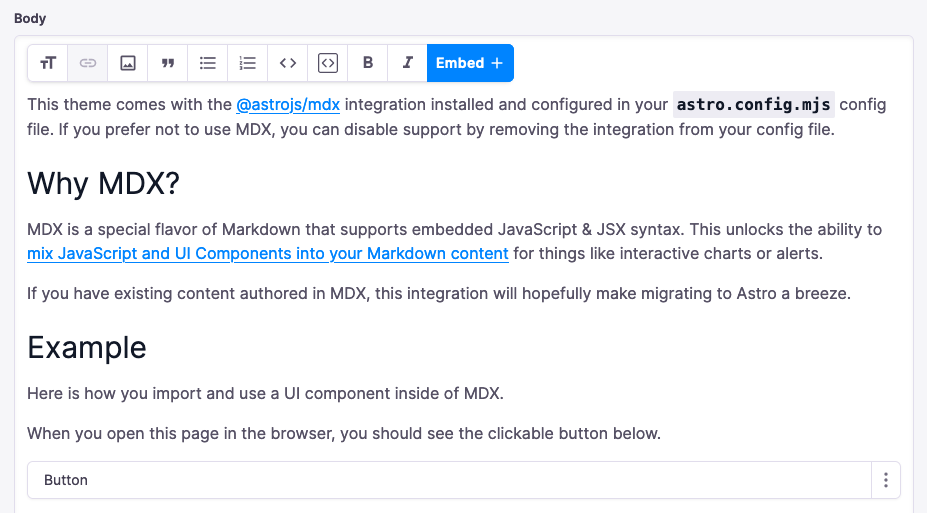 Body
B I Embed +
This theme comes with the @astrojs/mdx integration installed and configured in your astro.config.mjs config
file. If you prefer not to use MDX, you can disable support by removing the integration from your config file.
Why MDX?
MDX is a special flavor of Markdown that supports embedded JavaScript & JSX syntax. This unlocks the ability to
mix JavaScript and UI Components into your Markdown content for things like interactive charts or alerts.
If you have existing content authored in MDX, this integration will hopefully make migrating to Astro a breeze.
Example
Here is how you import and use a UI component inside of MDX.
When you open this page in the browser, you should see the clickable button below.
Button